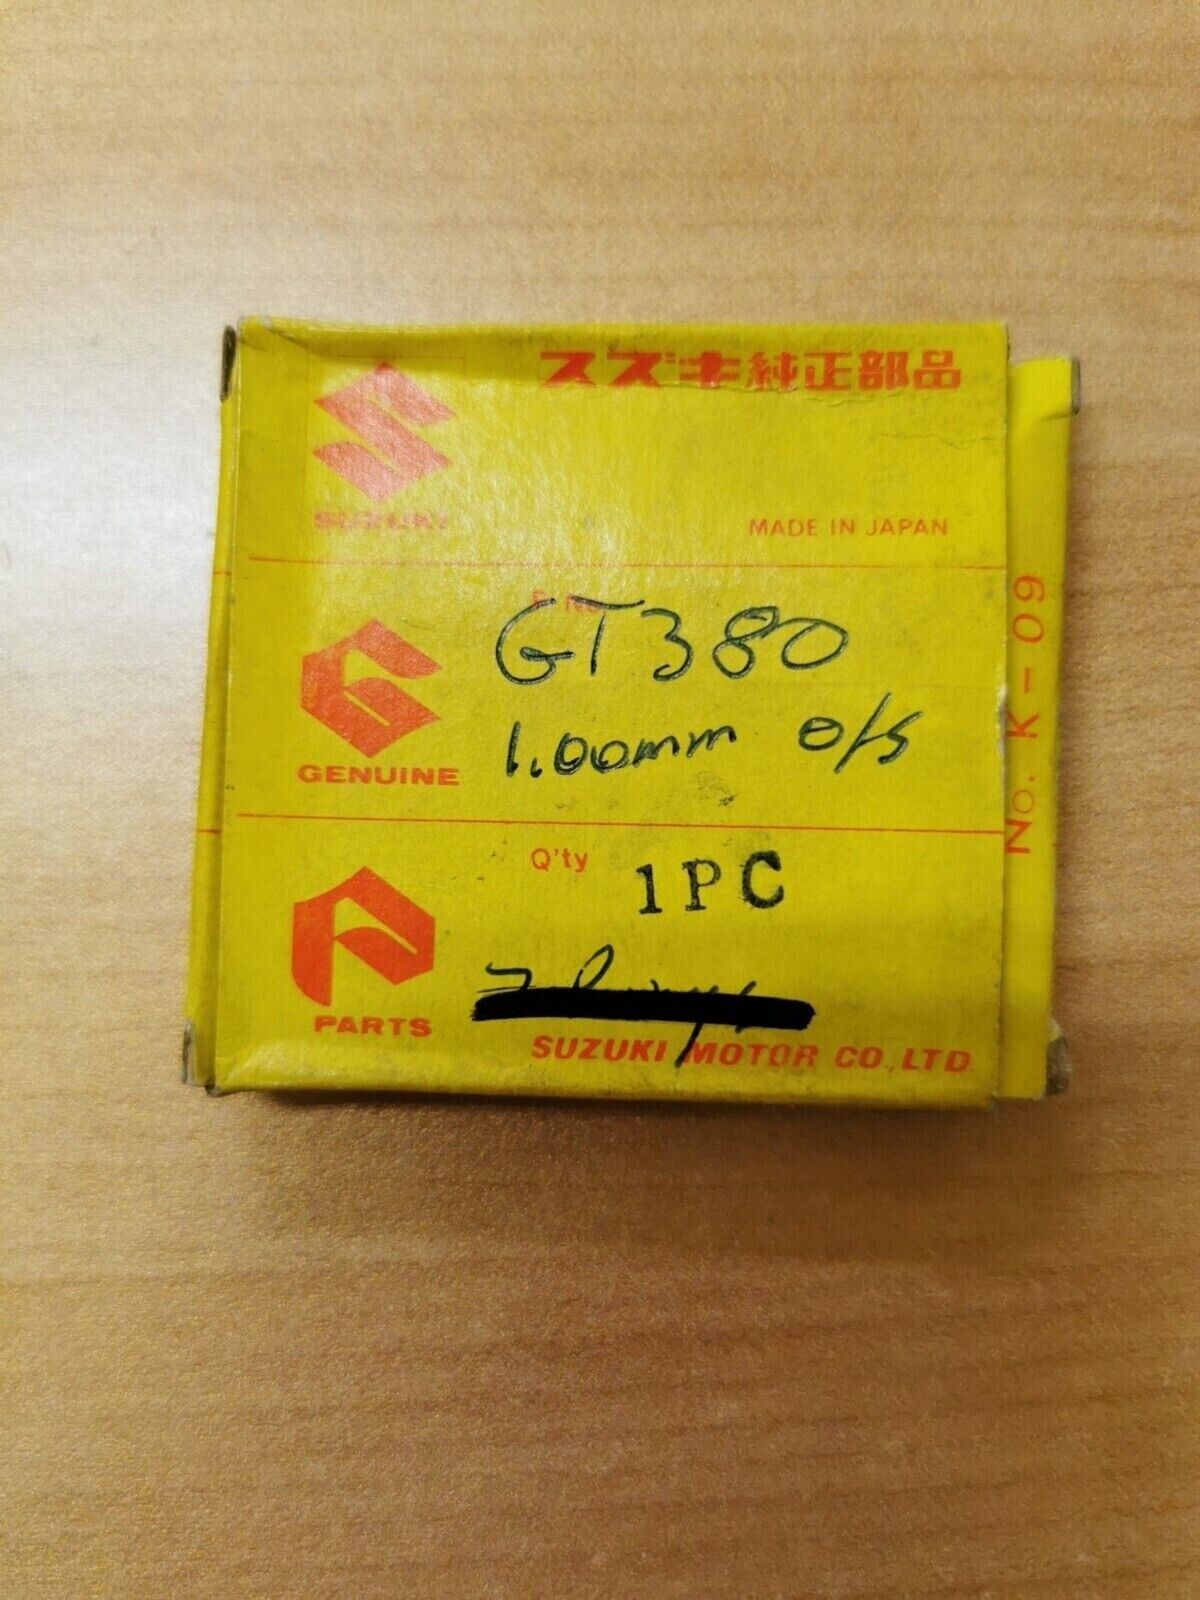 スズキ純正部品
SUZUKI
MADE IN JAPAN
GT380
GENUINE
1.00mm o/s
Q'ty 1PC
PARTS
SUZUKI MOTOR CO.,LTD
No. K-09